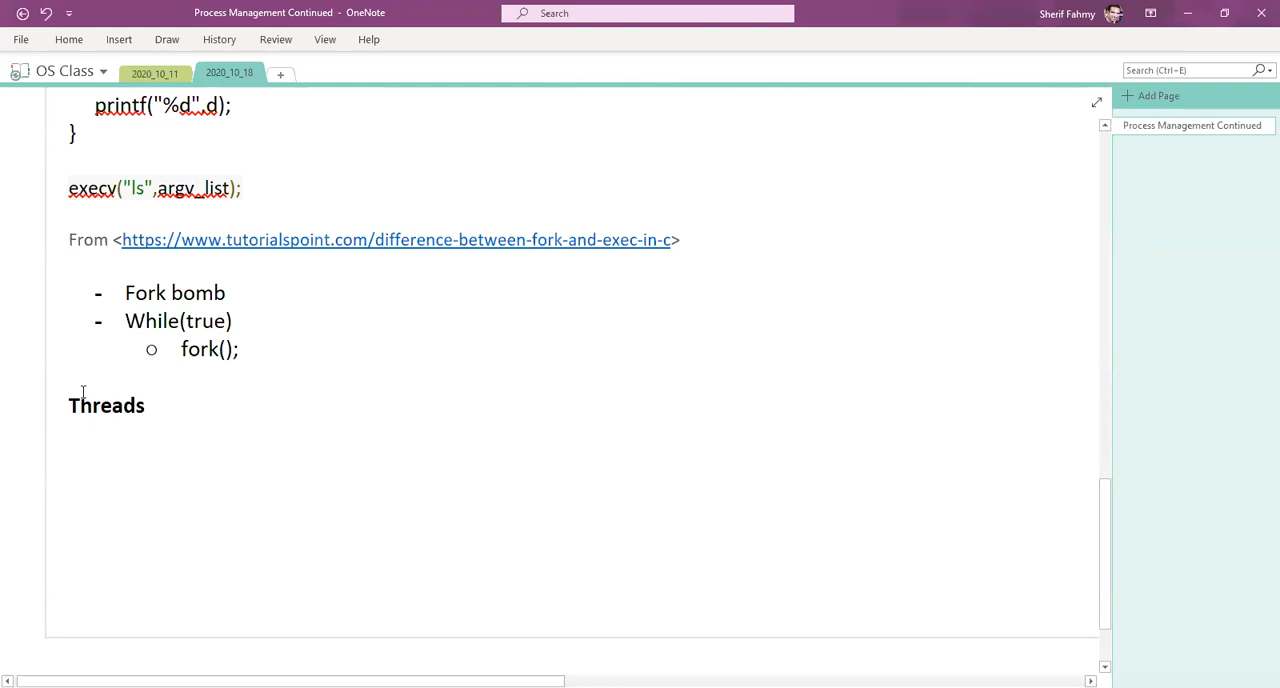 Process Management Continued - OneNote
Search
Sherif Fahmy
File Home Insert Draw History Review View Help
OS Class
2020_10_11
2020_10_18
+
Search (Ctrl+E)
+ Add Page
Process Management Continued
printf("%d",d);
}
execv("ls",argv_list);
From <https://www.tutorialspoint.com/difference-between-fork-and-exec-in-c>
- Fork bomb
- While(true)
○ fork();
Threads